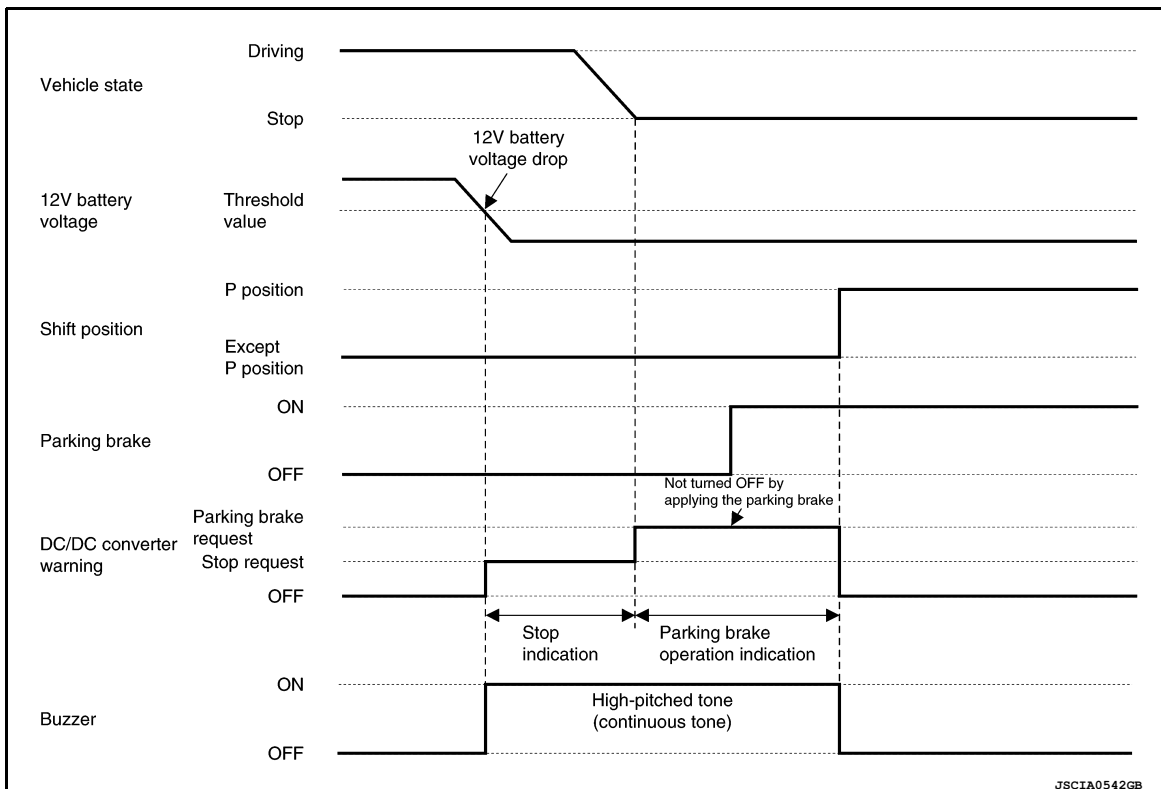 Driving
Vehicle state
Stop
12V battery
voltage drop
12V battery
voltage
Threshold
value
P position
Shift position
Except
P position
ON
Parking brake
OFF
Not turned OFF by
applying the parking brake
Parking brake
request
DC/DC converter
warning
Stop request
OFF
Stop
indication
Parking brake
operation indication
ON
High-pitched tone
(continuous tone)
Buzzer
OFF
JSCIA0542GB